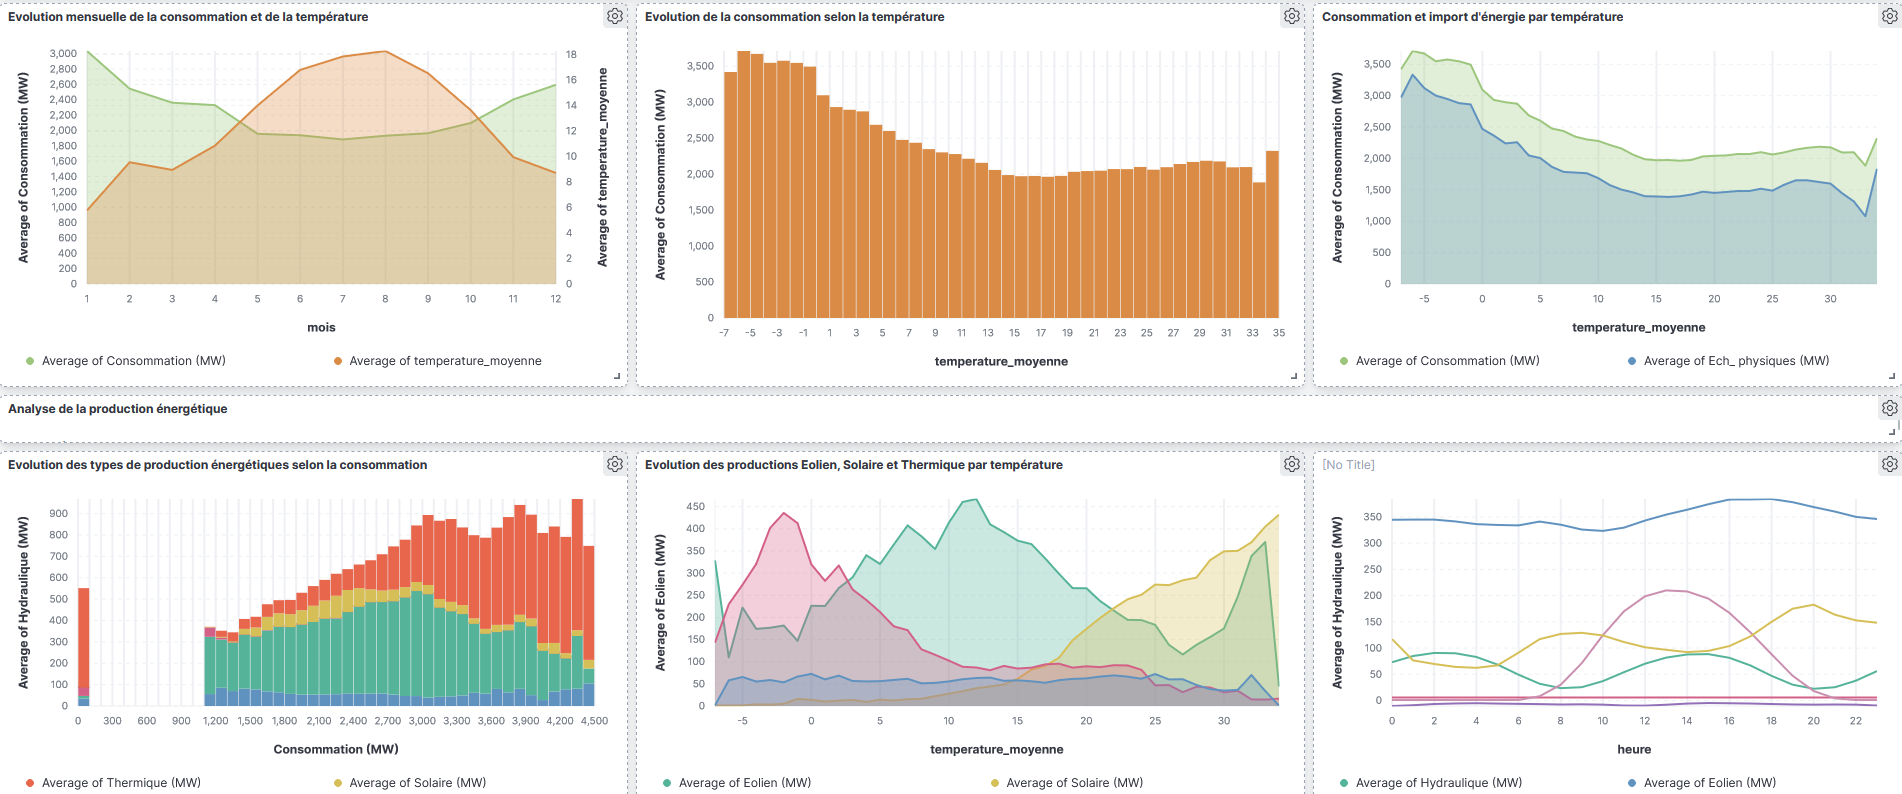 Evolution mensuelle de la consommation et de la température
Average of Consommation (MW)
3,000
2,800
2,600
2,400
2,200
2,000
1,800
1,600
1,400
1,200
1,000
800
600
400
200
0
18
16
14
12
10
8
6
4
2
0
Average of temperature_moyenne
1 2 3 4 5 6 7 8 9 10 11 12
mois
Average of Consommation (MW) Average of temperature_moyenne
Evolution de la consommation selon la température
Average of Consommation (MW)
3,500
3,000
2,500
2,000
1,500
1,000
500
0
-7 -5 -3 -1 1 3 5 7 9 11 13 15 17 19 21 23 25 27 29 31 33 35
temperature_moyenne
Consommation et import d'énergie par température
Average of Consommation (MW)
3,500
3,000
2,500
2,000
1,500
1,000
500
0
-5 0 5 10 15 20 25 30
temperature_moyenne
Average of Consommation (MW) Average of Ech_ physiques (MW)
Analyse de la production énergétique
Evolution des types de production énergétiques selon la consommation
Average of Hydraulique (MW)
900
800
700
600
500
400
300
200
100
0
0 300 600 900 1,200 1,500 1,800 2,100 2,400 2,700 3,000 3,300 3,600 3,900 4,200 4,500
Consommation (MW)
Average of Thermique (MW) Average of Solaire (MW)
Evolution des productions Eolien, Solaire et Thermique par température
Average of Eolien (MW)
450
400
350
300
250
200
150
100
50
0
-5 0 5 10 15 20 25 30
temperature_moyenne
Average of Eolien (MW) Average of Solaire (MW)
[No Title]
Average of Hydraulique (MW)
350
300
250
200
150
100
50
0
0 2 4 6 8 10 12 14 16 18 20 22
heure
Average of Hydraulique (MW) Average of Eolien (MW)